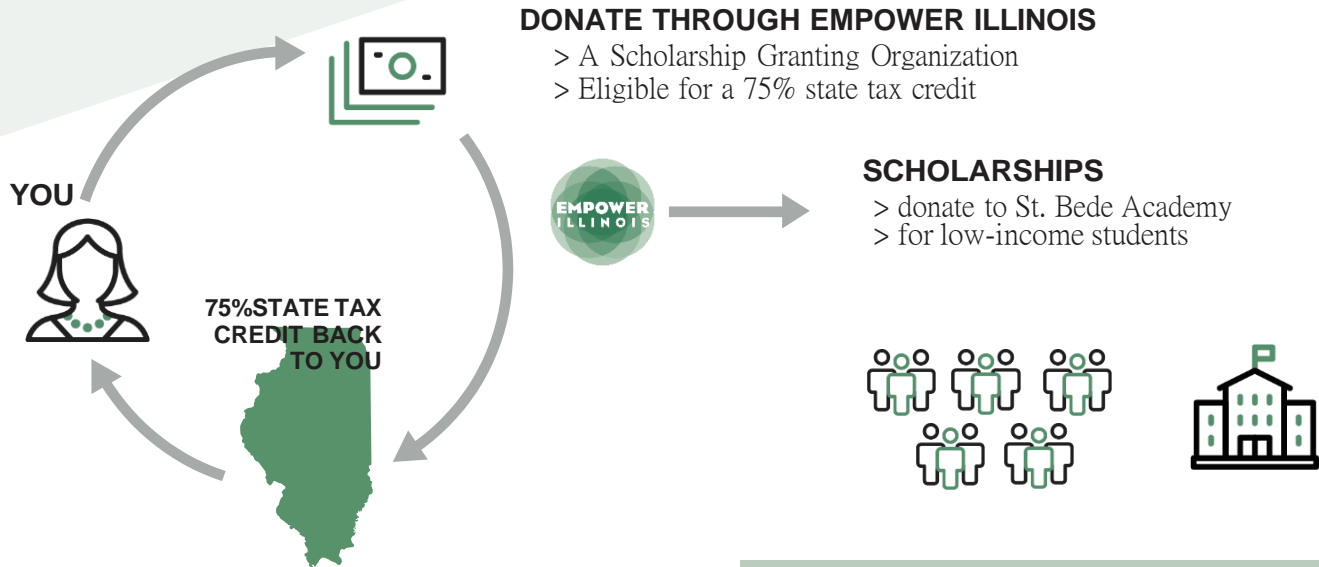 DONATE THROUGH EMPOWER ILLINOIS
> A Scholarship Granting Organization
> Eligible for a 75% state tax credit
YOU
EMPOWER
ILLINOIS
SCHOLARSHIPS
> donate to St. Bede Academy
> for low-income students
75%STATE TAX
CREDIT BACK
TO YOU